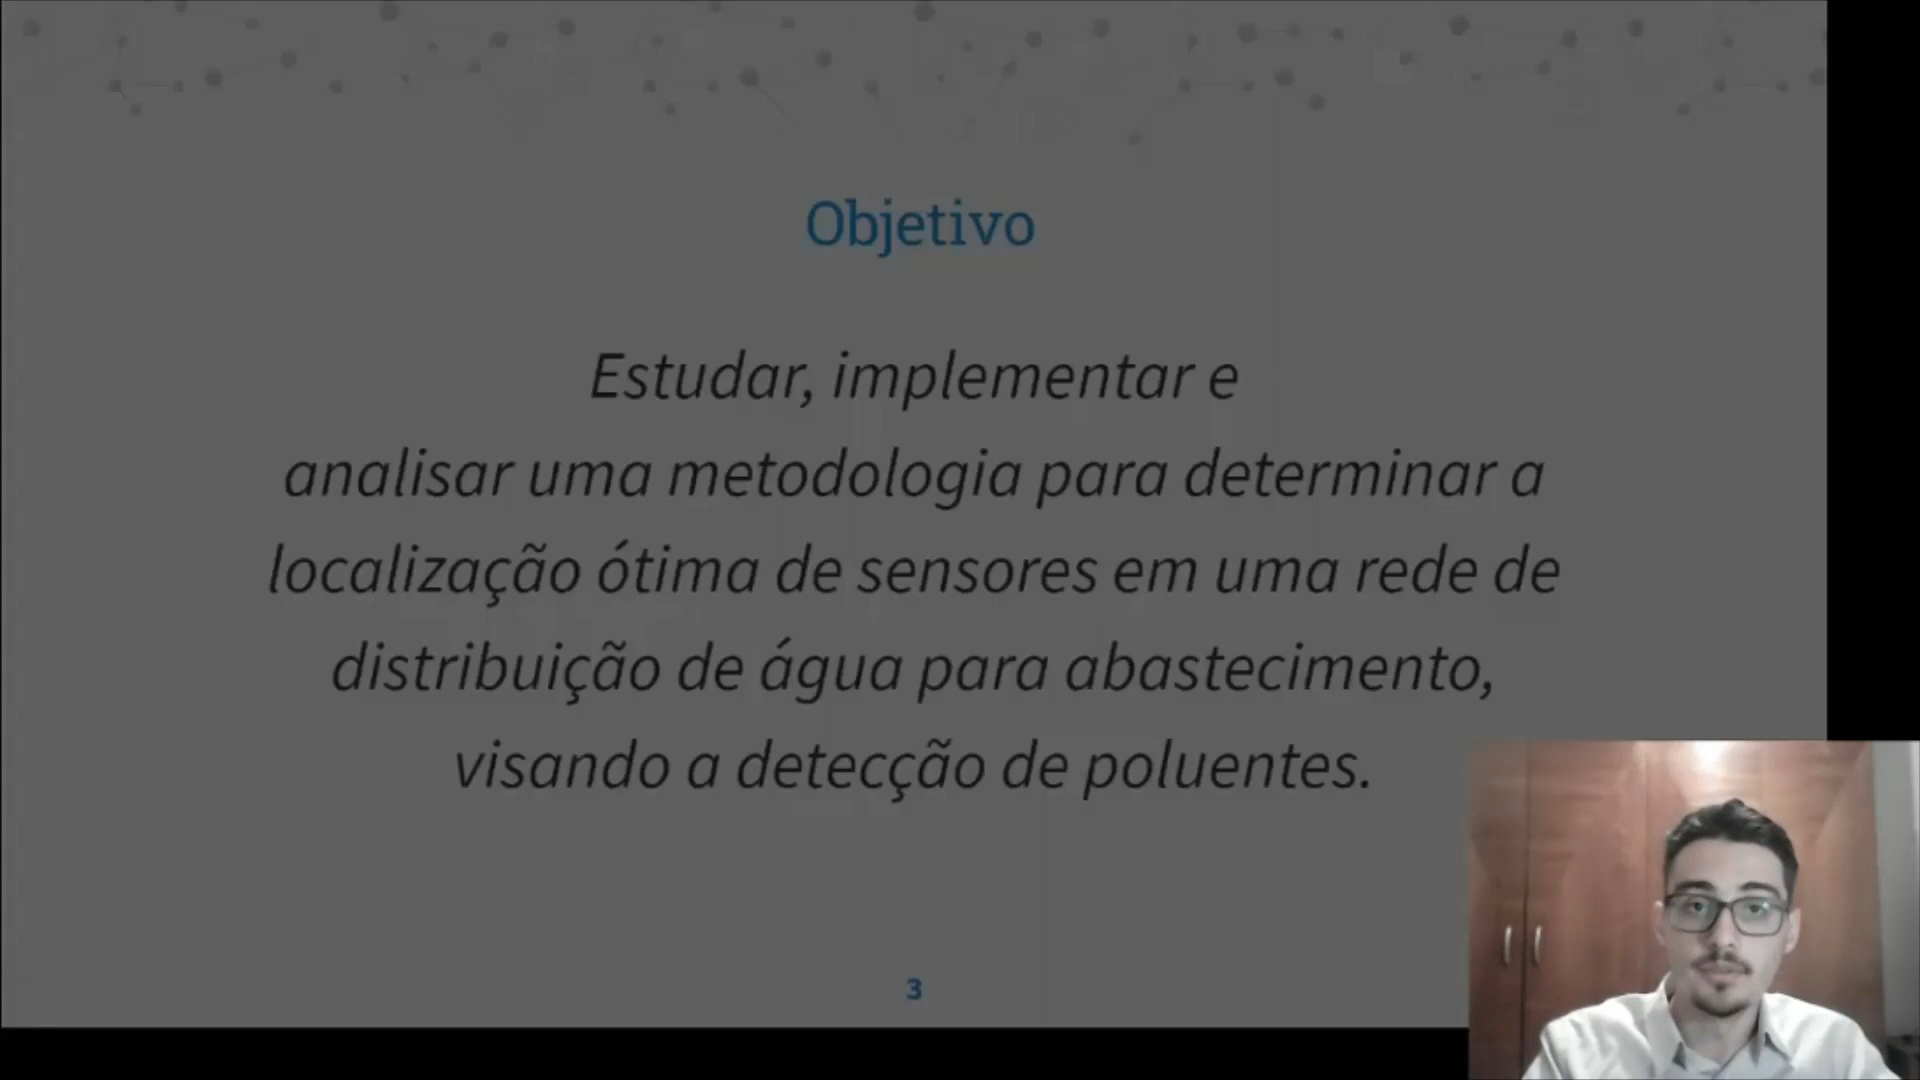 Objetivo
Estudar, implementar e
analisar uma metodologia para determinar a
localização ótima de sensores em uma rede de
distribuição de água para abastecimento,
visando a detecção de poluentes.
3